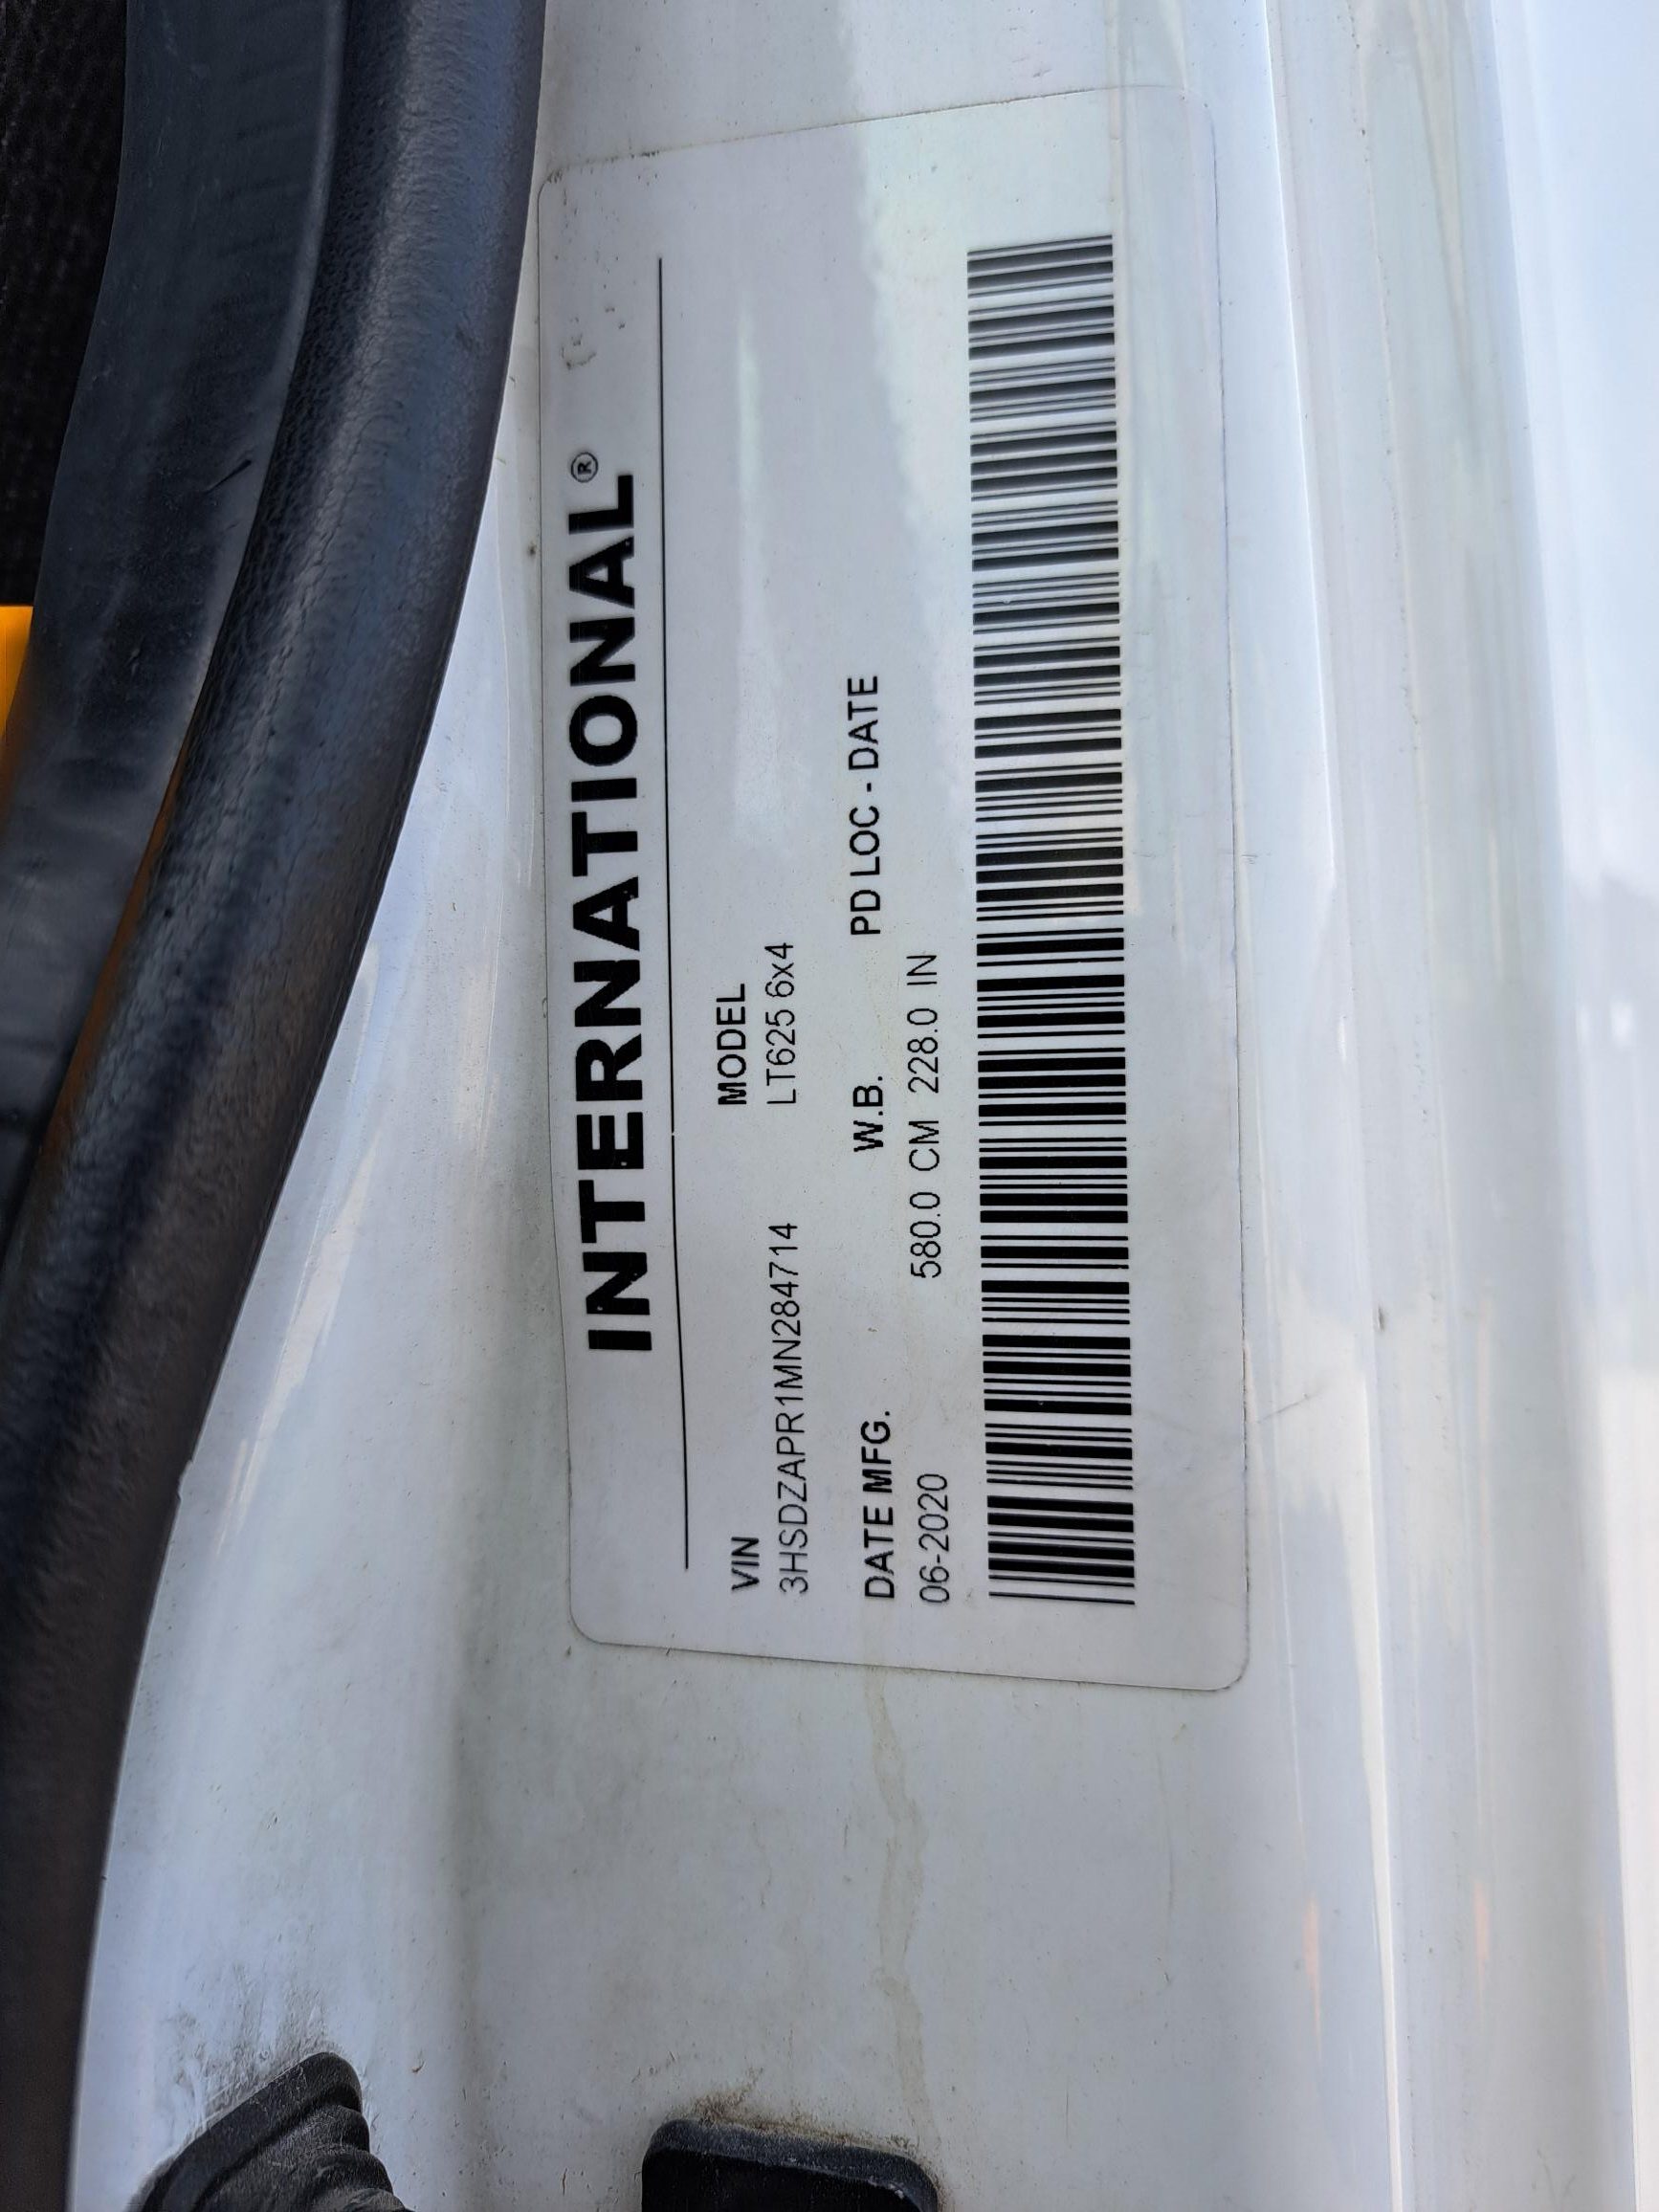 INTERNATIONAL®
VIN MODEL
3HSDZAPR1MN284714 LT625 6x4
DATE MFG. W.B. PD LOC - DATE
06-2020 580.0 CM 228.0 IN